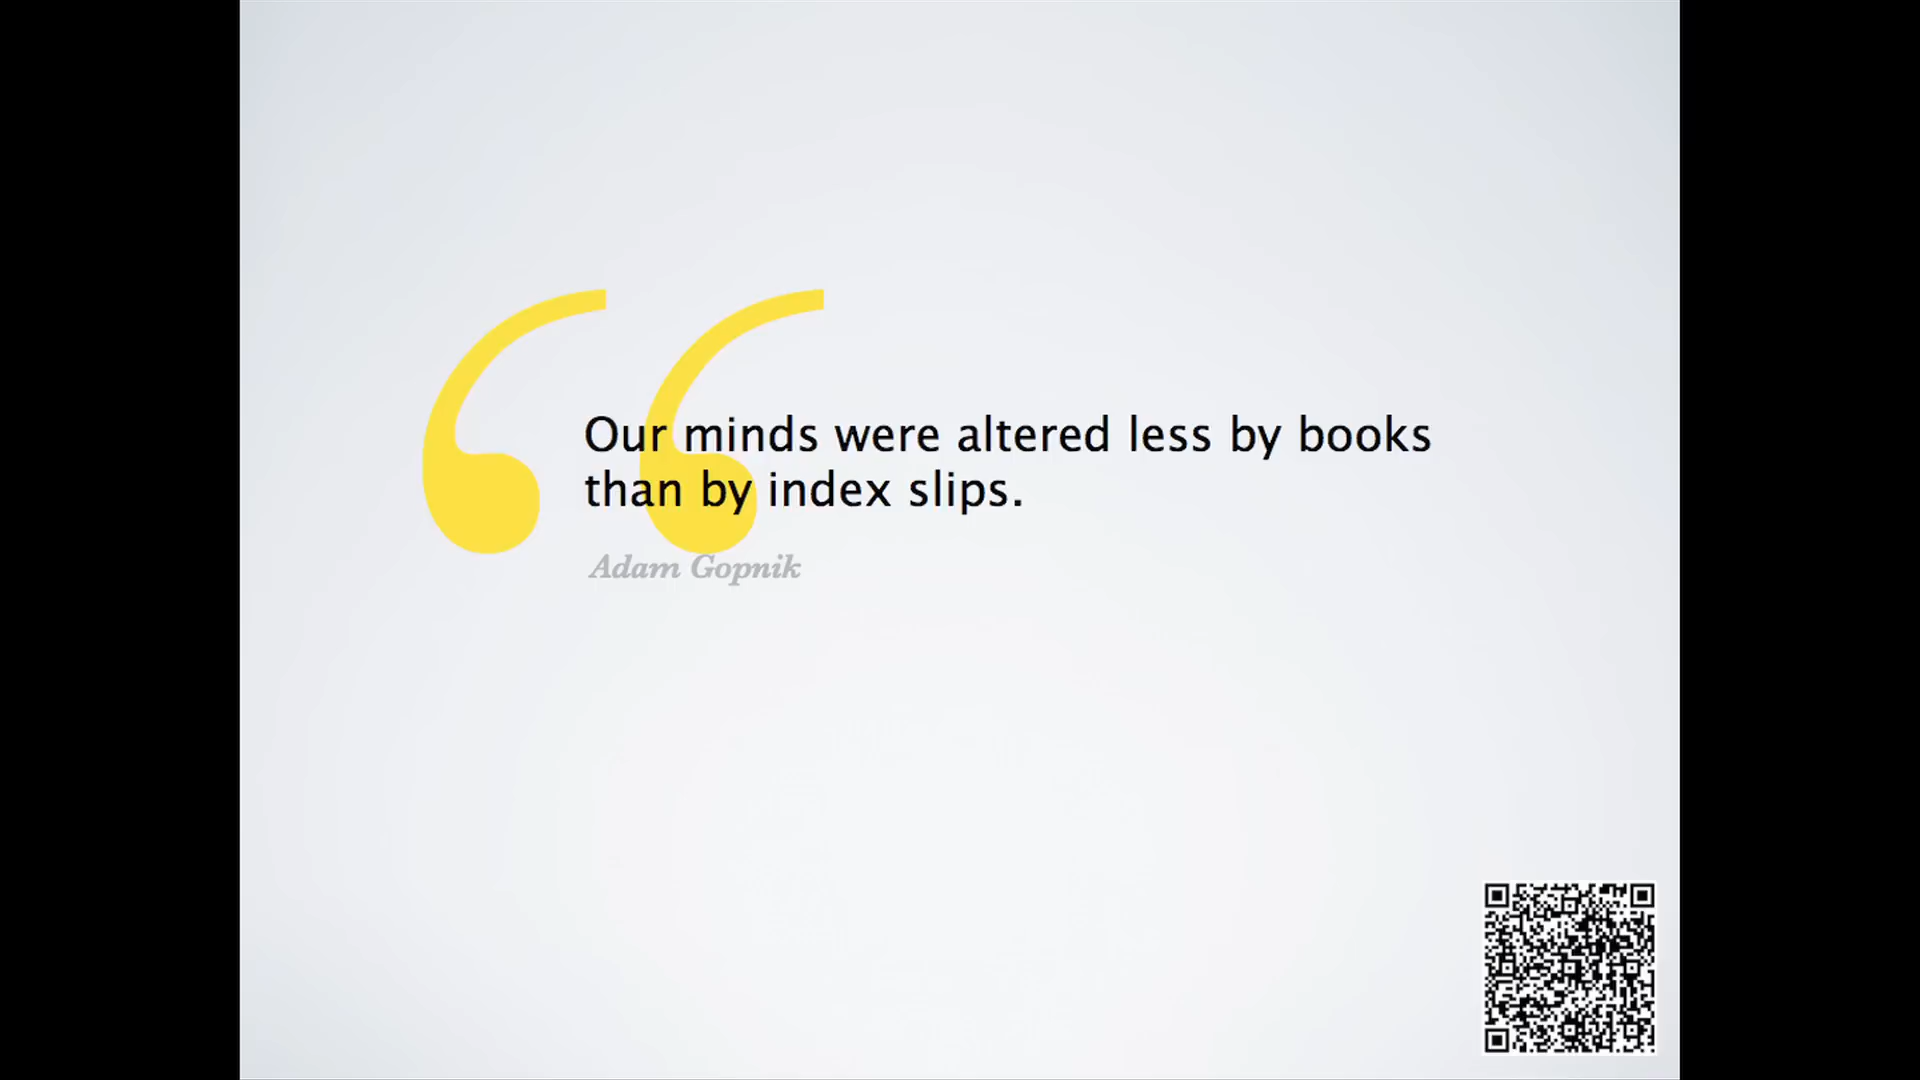 Our minds were altered less by books
than by index slips.
Adam Gopnik